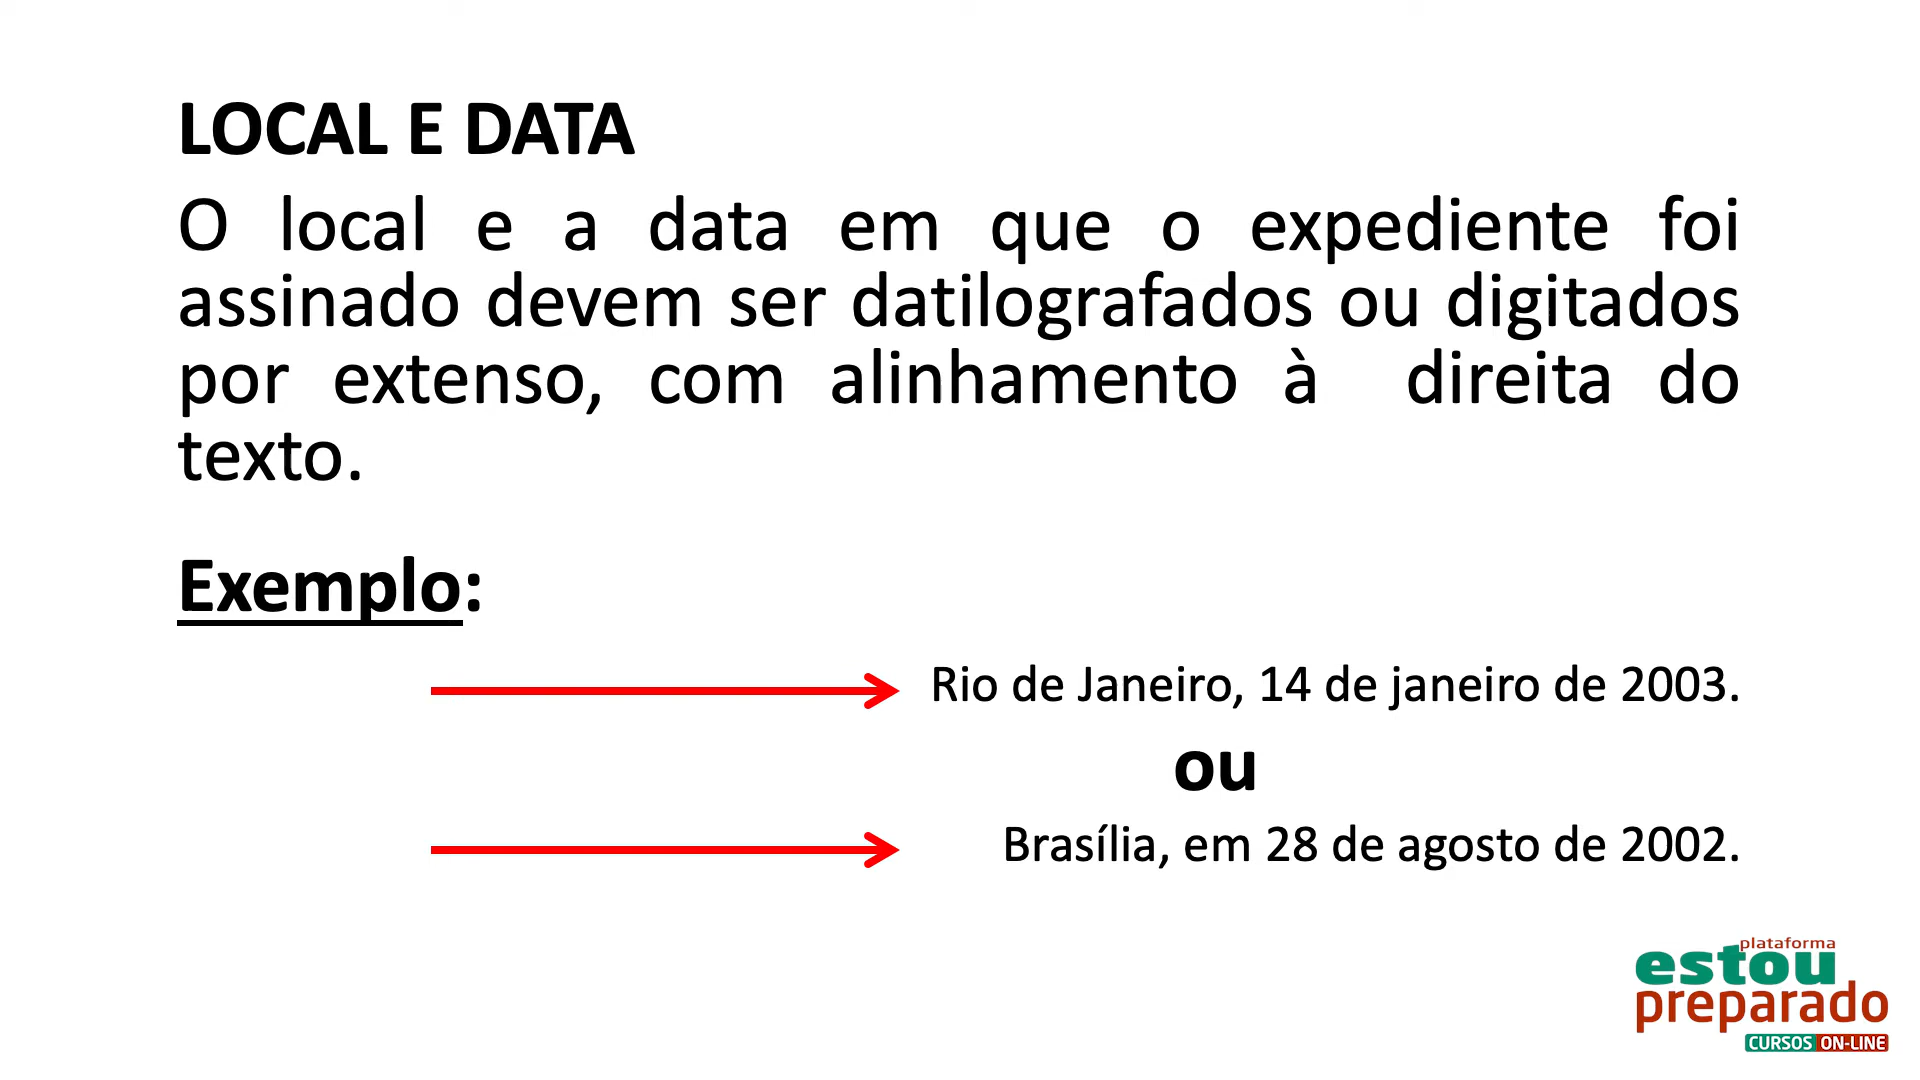 LOCAL E DATA
O local e a data em que o expediente foi
assinado devem ser datilografados ou digitados
por extenso, com alinhamento à direita do
texto.
Exemplo:
Rio de Janeiro, 14 de janeiro de 2003.
ou
Brasília, em 28 de agosto de 2002.
plataforma
estou
preparado
CURSOS ON-LINE